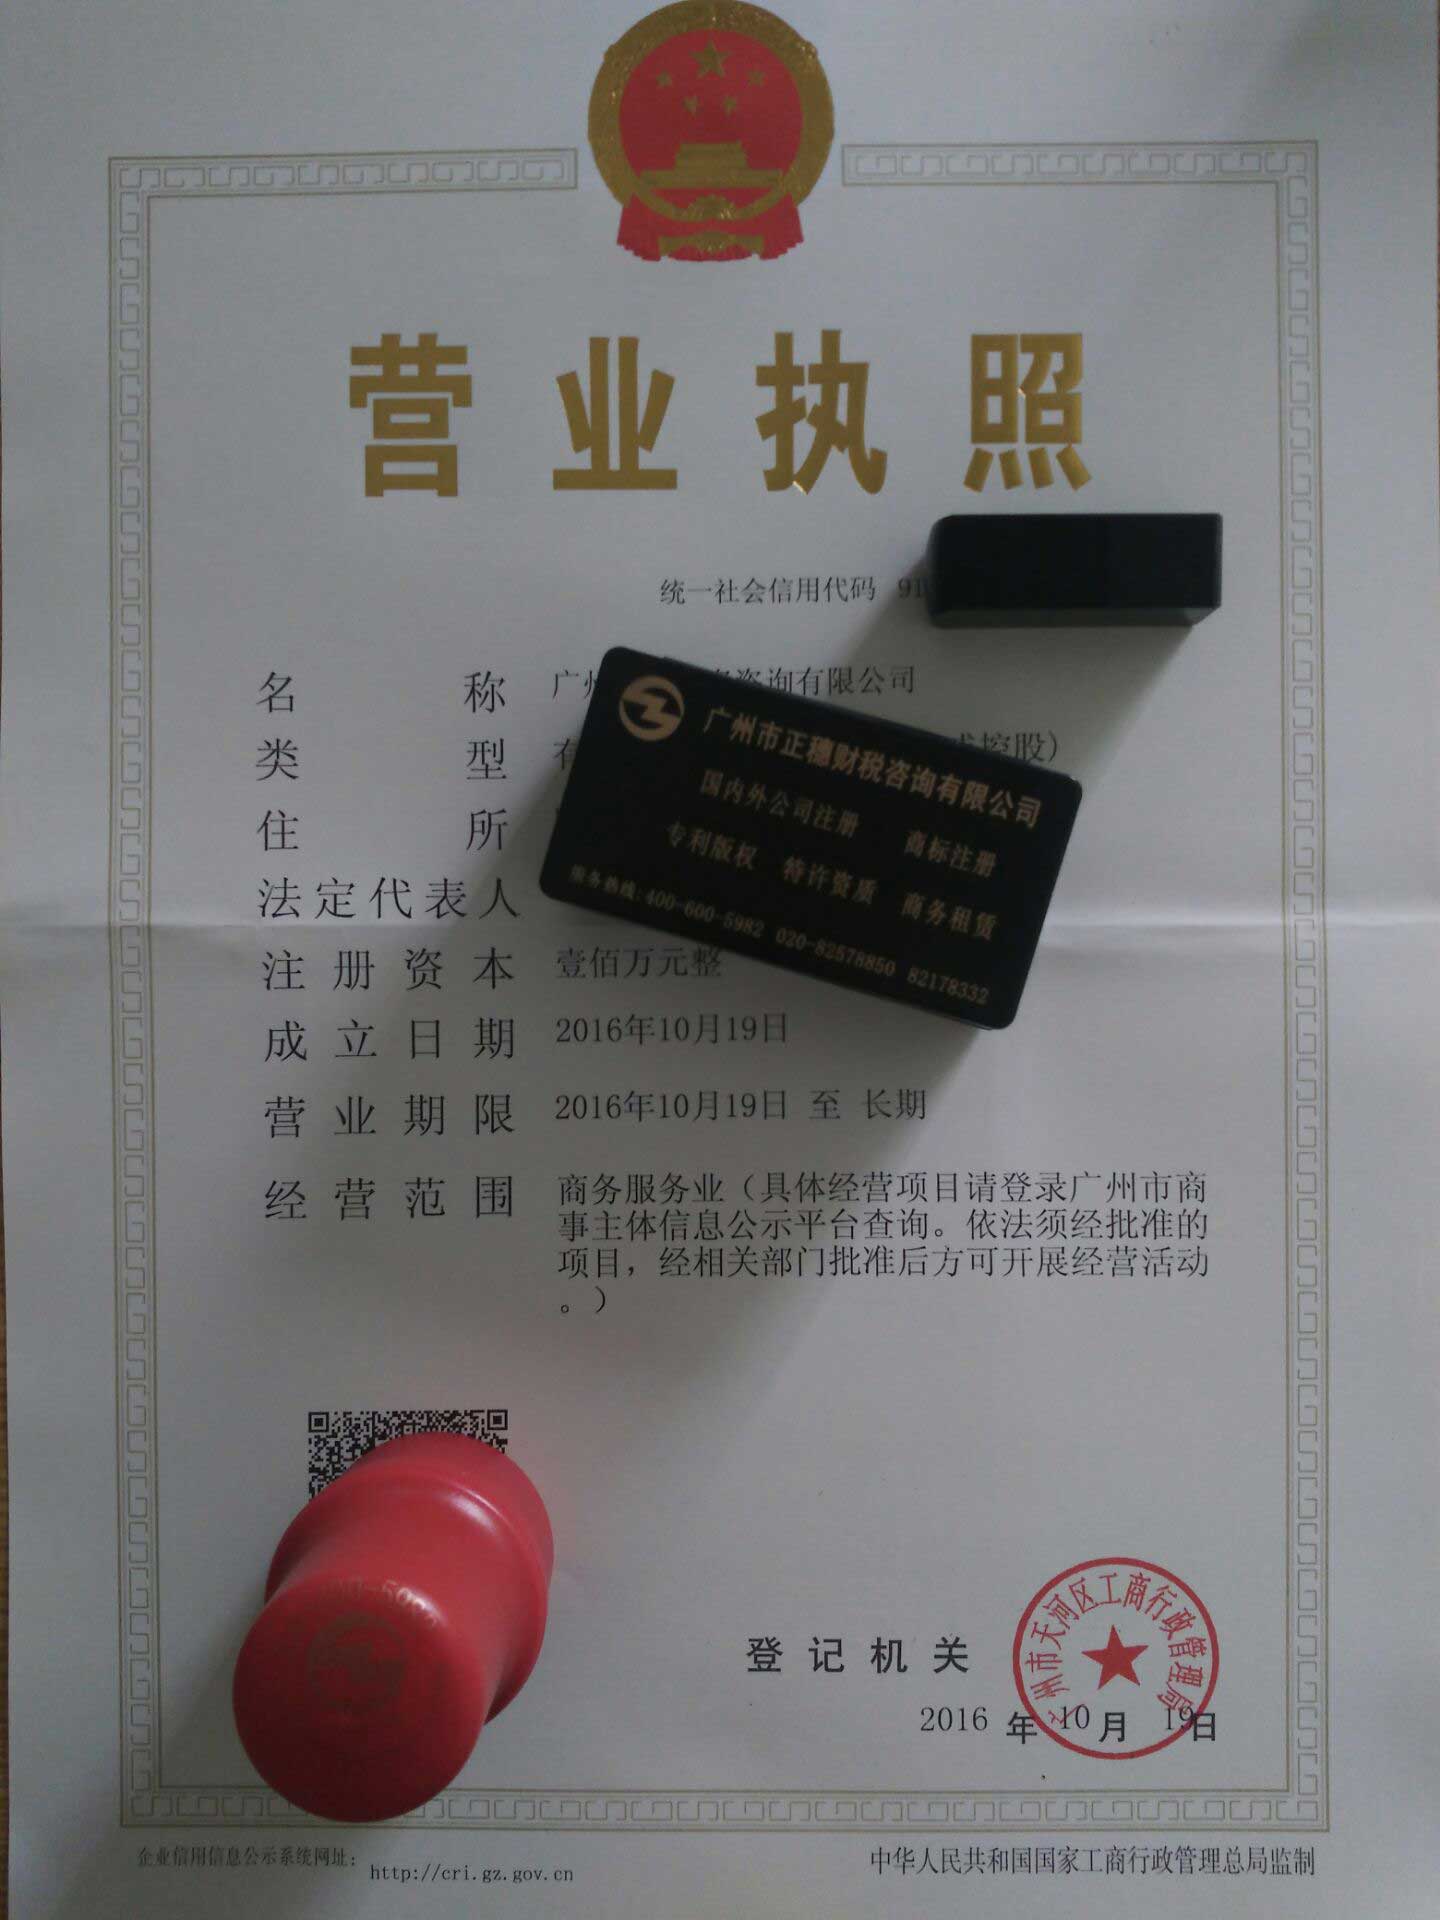 营业执照
统一社会信用代码 91
名称 广州 咨询有限公司
类型 有 控股)
住所
法定代表人
注册资本 壹佰万元整
成立日期 2016年10月19日
营业期限 2016年10月19日 至 长期
经营范围 商务服务业（具体经营项目请登录广州市商
事主体信息公示平台查询。依法须经批准的
项目，经相关部门批准后方可开展经营活动
。）
广州市正穗财税咨询有限公司
国内外公司注册 商标注册
专利版权 特许资质 商务租赁
服务热线:400-600-5982 020-82578850 82178332
登记机关
广州市天河区工商行政管理局
2016 年 10 月 19日
企业信用信息公示系统网址: http://cri.gz.gov.cn
中华人民共和国国家工商行政管理总局监制